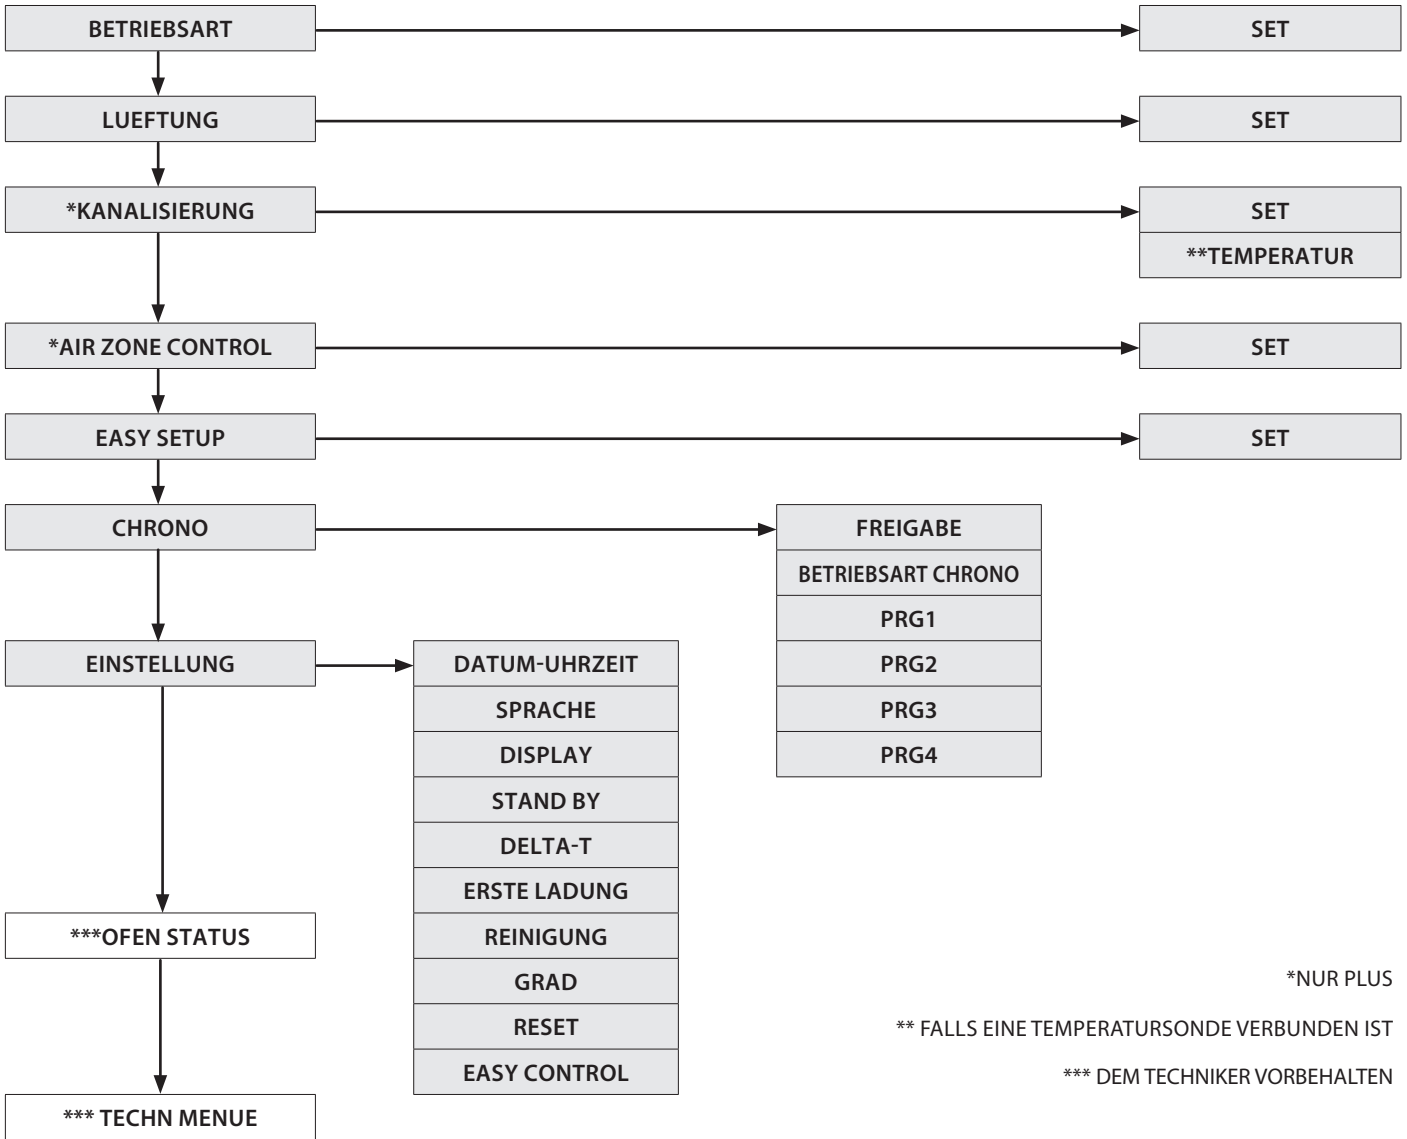 BETRIEBSART
SET
LUEFTUNG
SET
*KANALISIERUNG
SET
**TEMPERATUR
*AIR ZONE CONTROL
SET
EASY SETUP
SET
CHRONO
FREIGABE
BETRIEBSART CHRONO
PRG1
PRG2
PRG3
PRG4
EINSTELLUNG
DATUM-UHRZEIT
SPRACHE
DISPLAY
STAND BY
DELTA-T
ERSTE LADUNG
REINIGUNG
GRAD
RESET
EASY CONTROL
***OFEN STATUS
*** TECHN MENUE
*NUR PLUS
** FALLS EINE TEMPERATURSONDE VERBUNDEN IST
*** DEM TECHNIKER VORBEHALTEN